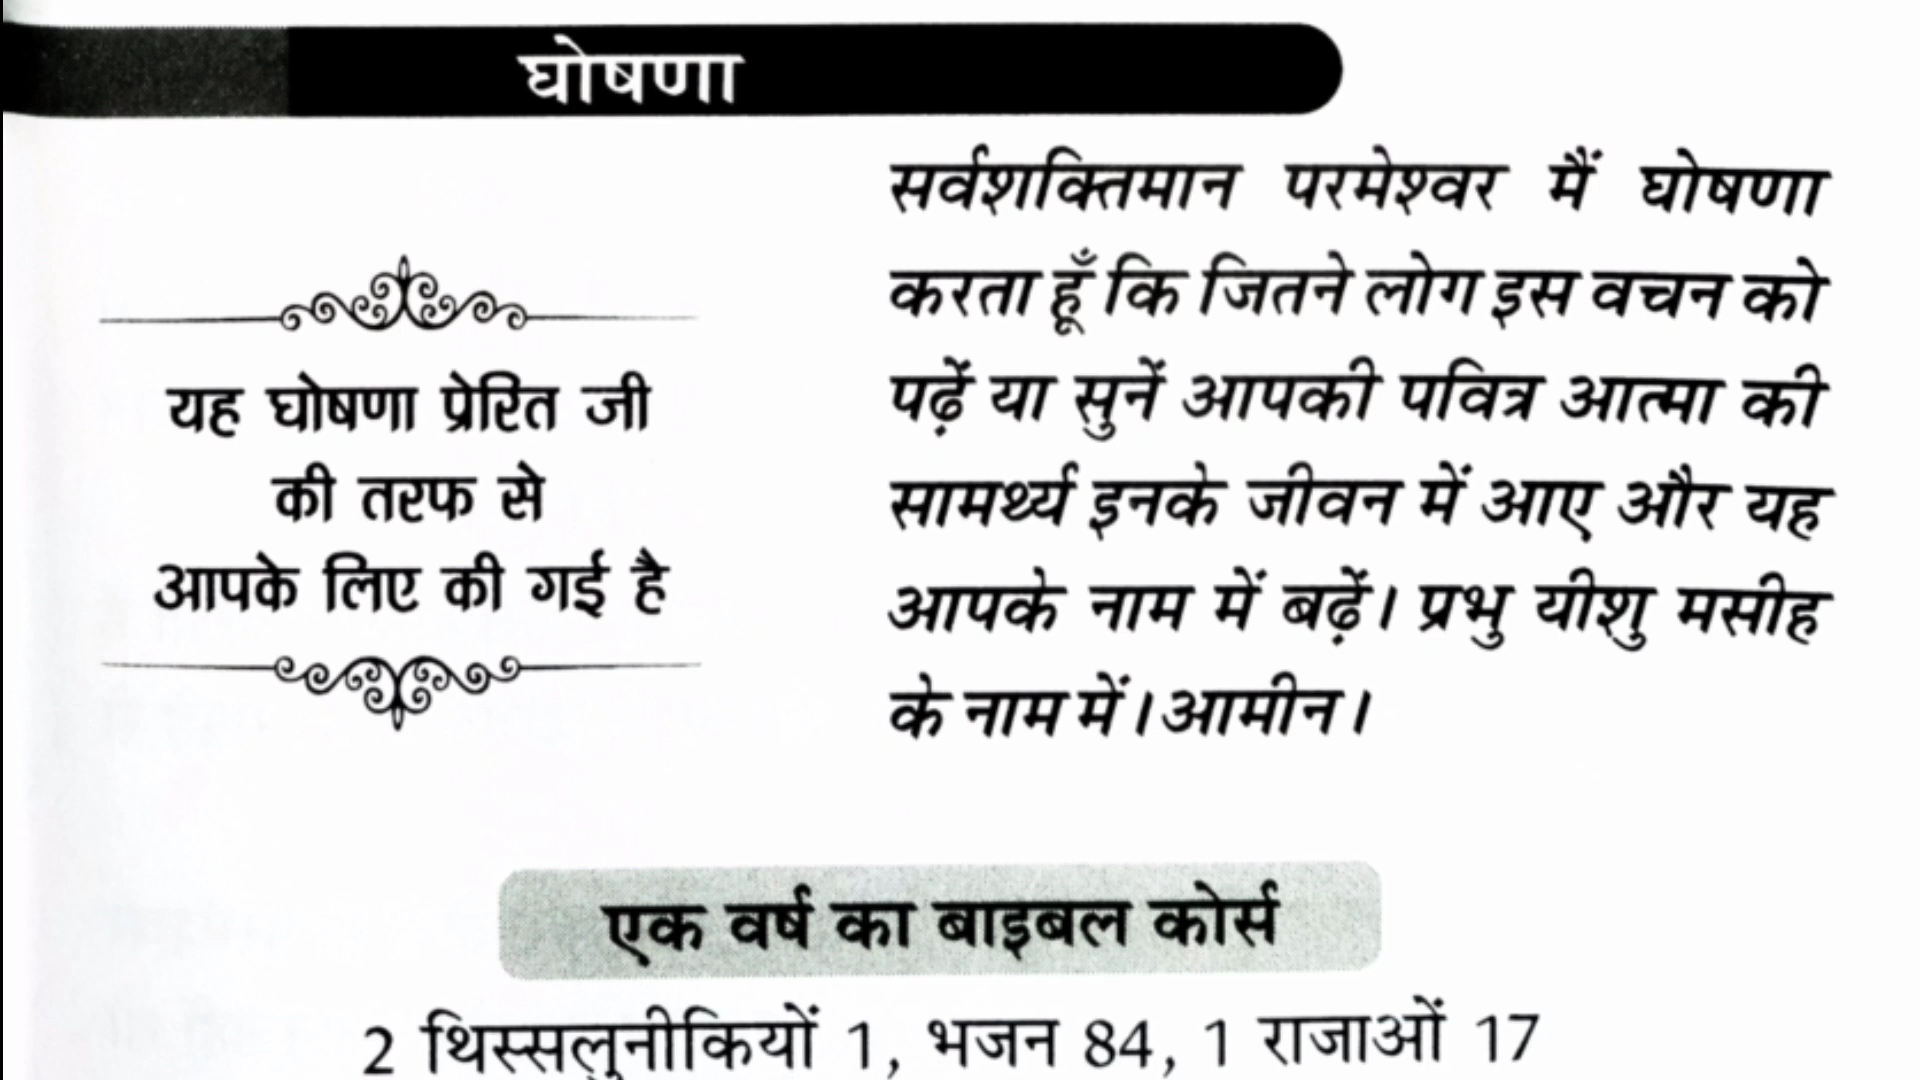 घोषणा
यह घोषणा प्रेरित जी
की तरफ से
आपके लिए की गई है
सर्वशक्तिमान परमेश्वर मैं घोषणा
करता हूँ कि जितने लोग इस वचन को
पढ़ें या सुनें आपकी पवित्र आत्मा की
सामर्थ्य इनके जीवन में आए और यह
आपके नाम में बढ़ें। प्रभु यीशु मसीह
के नाम में। आमीन।
एक वर्ष का बाइबल कोर्स
2 थिस्सलुनीकियों 1, भजन 84, 1 राजाओं 17